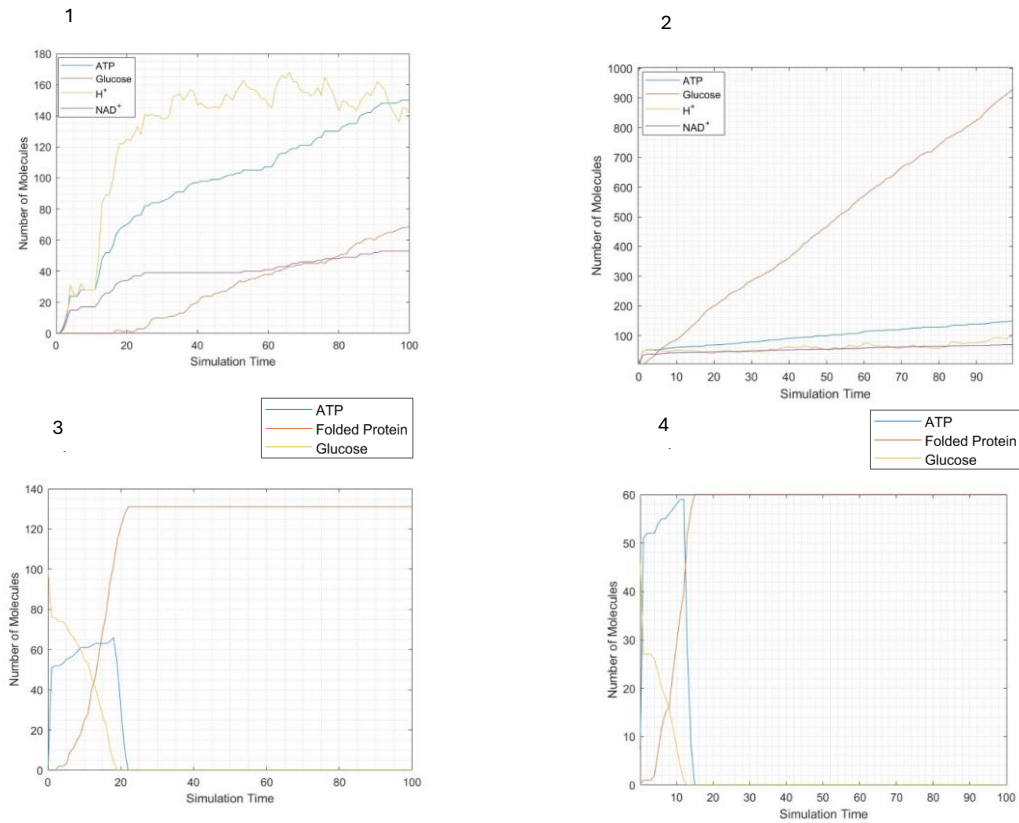 1
180
160
140
120
100
80
60
40
20
0
Number of Molecules
ATP
Glucose
H+
NAD+
0 20 40 60 80 100
Simulation Time
2
1000
900
800
700
600
500
400
300
200
100
Number of Molecules
ATP
Glucose
H+
NAD+
0 10 20 30 40 50 60 70 80 90
Simulation Time
3
.
ATP
Folded Protein
Glucose
140
120
100
80
60
40
20
0
Number of Molecules
0 20 40 60 80 100
Simulation Time
4
.
ATP
Folded Protein
Glucose
60
50
40
30
20
10
0
Number of Molecules
10 20 30 40 50 60 70 80 90 100
Simulation Time